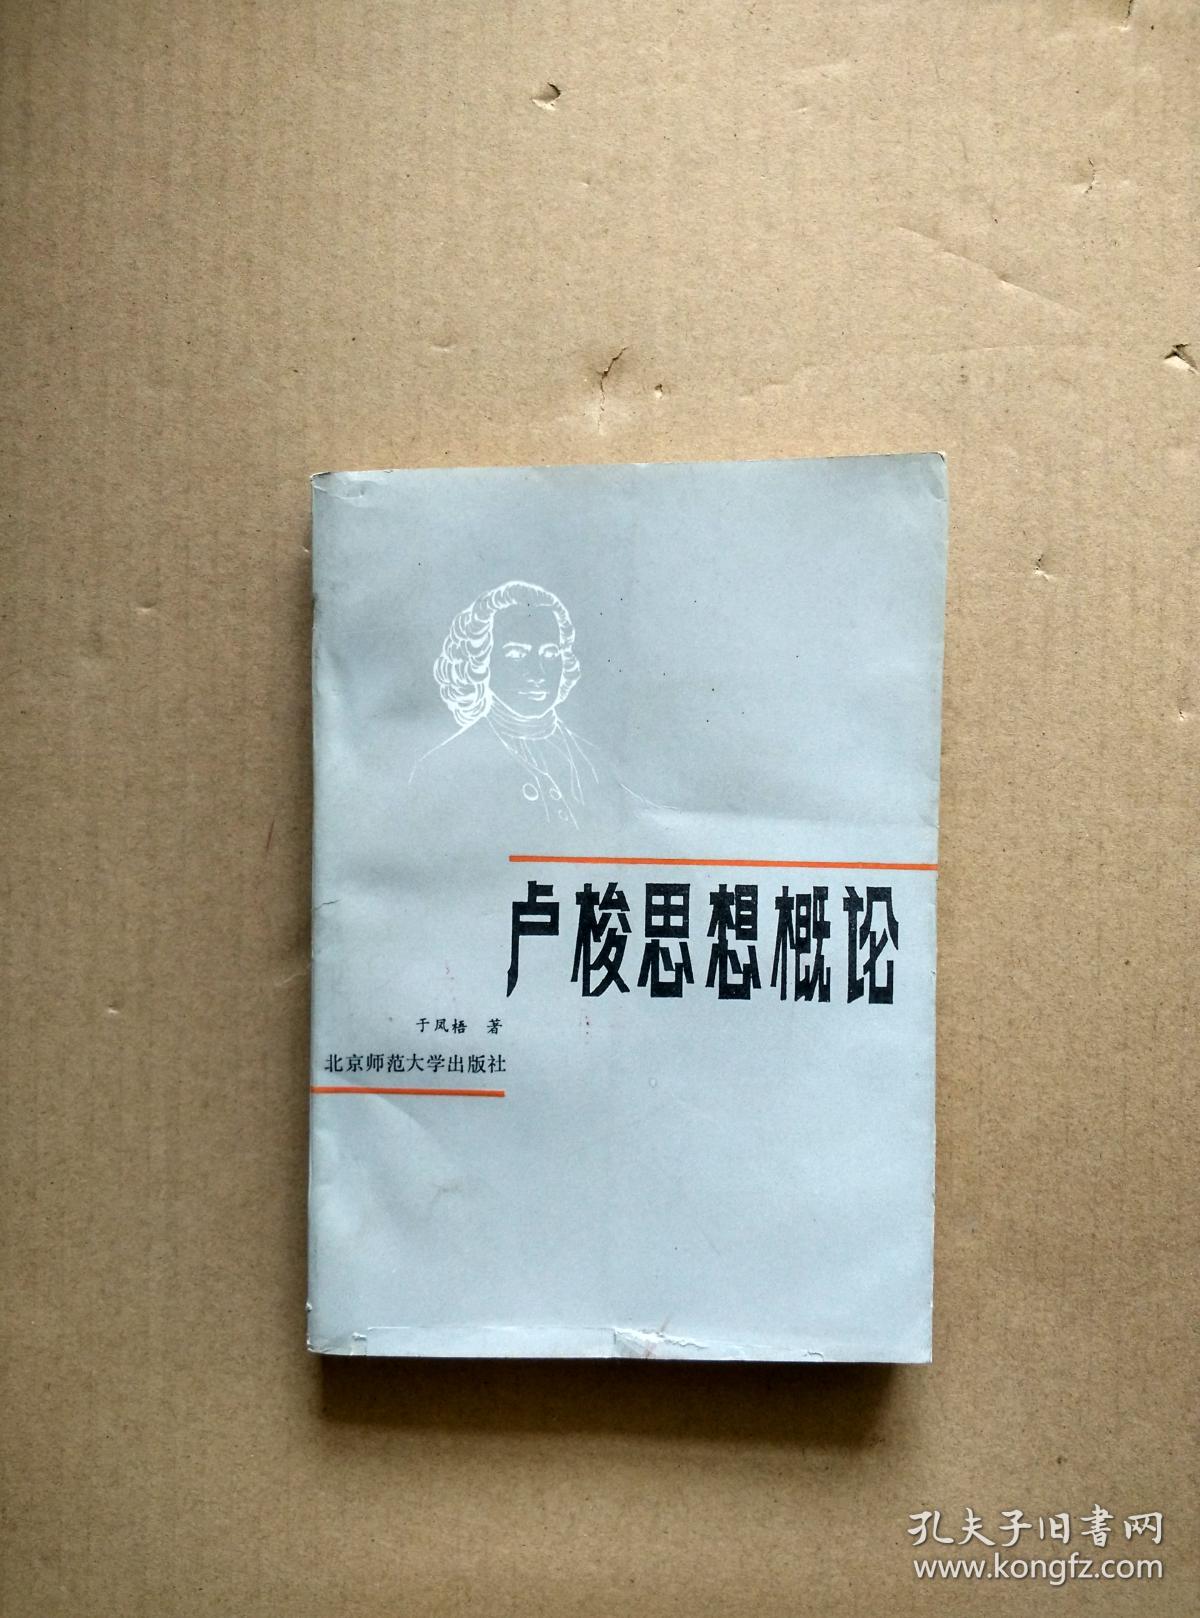 卢梭思想概论
于凤梧 著
北京师范大学出版社
孔夫子旧書网
www.kongfz.com